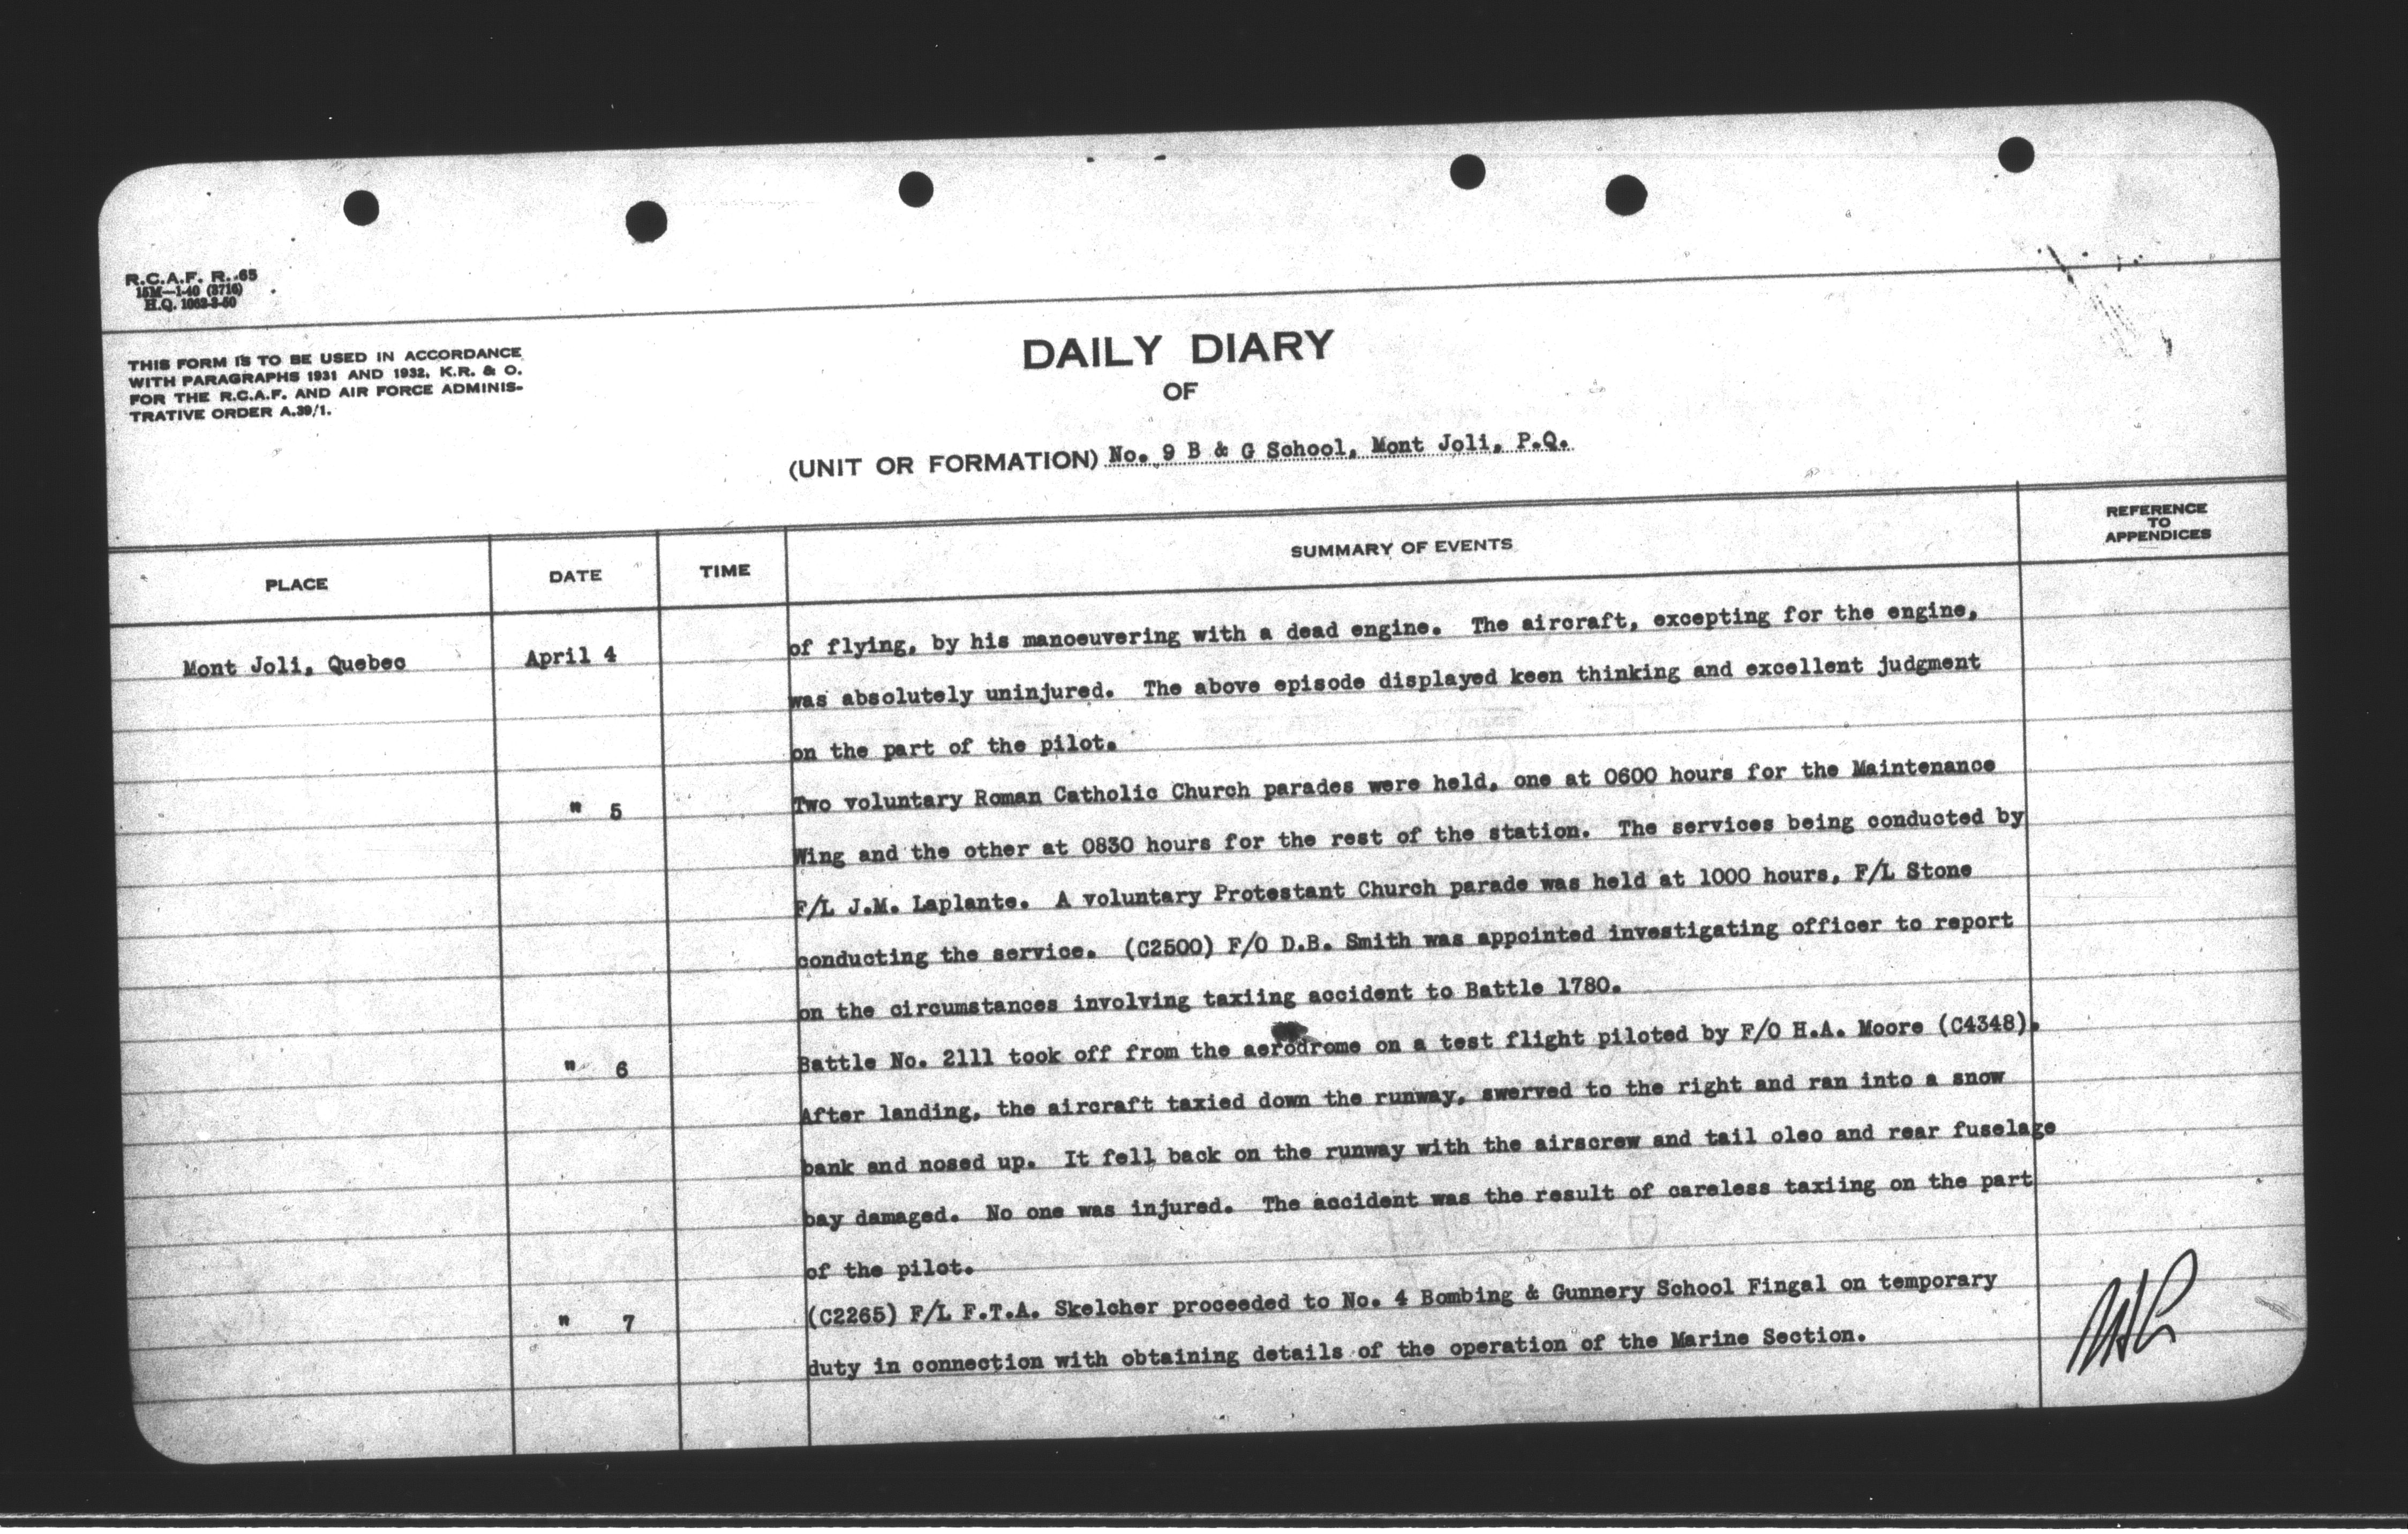 R.C.A.F. R. 65
15M—1-40 (3716)
H.Q. 1062-3-50
THIS FORM IS TO BE USED IN ACCORDANCE
WITH PARAGRAPHS 1931 AND 1932, K.R. & O.
FOR THE R.C.A.F. AND AIR FORCE ADMINIS-
TRATIVE ORDER A.39/1.
DAILY DIARY
OF
(UNIT OR FORMATION) No. 9 B & G School, Mont Joli, P.Q.
PLACE DATE TIME SUMMARY OF EVENTS REFERENCE TO APPENDICES
Mont Joli, Quebec April 4 of flying, by his manoeuvering with a dead engine. The aircraft, excepting for the engine,
was absolutely uninjured. The above episode displayed keen thinking and excellent judgment
on the part of the pilot.
" 5 Two voluntary Roman Catholic Church parades were held, one at 0600 hours for the Maintenance
Wing and the other at 0830 hours for the rest of the station. The services being conducted by
F/L J.M. Laplante. A voluntary Protestant Church parade was held at 1000 hours, F/L Stone
conducting the service. (C2500) F/O D.B. Smith was appointed investigating officer to report
on the circumstances involving taxiing accident to Battle 1780.
" 6 Battle No. 2111 took off from the aerodrome on a test flight piloted by F/O H.A. Moore (C4348).
After landing, the aircraft taxied down the runway, swerved to the right and ran into a snow
bank and nosed up. It fell back on the runway with the airscrew and tail oleo and rear fuselage
bay damaged. No one was injured. The accident was the result of careless taxiing on the part
of the pilot.
" 7 (C2265) F/L F.T.A. Skelcher proceeded to No. 4 Bombing & Gunnery School Fingal on temporary
duty in connection with obtaining details of the operation of the Marine Section.